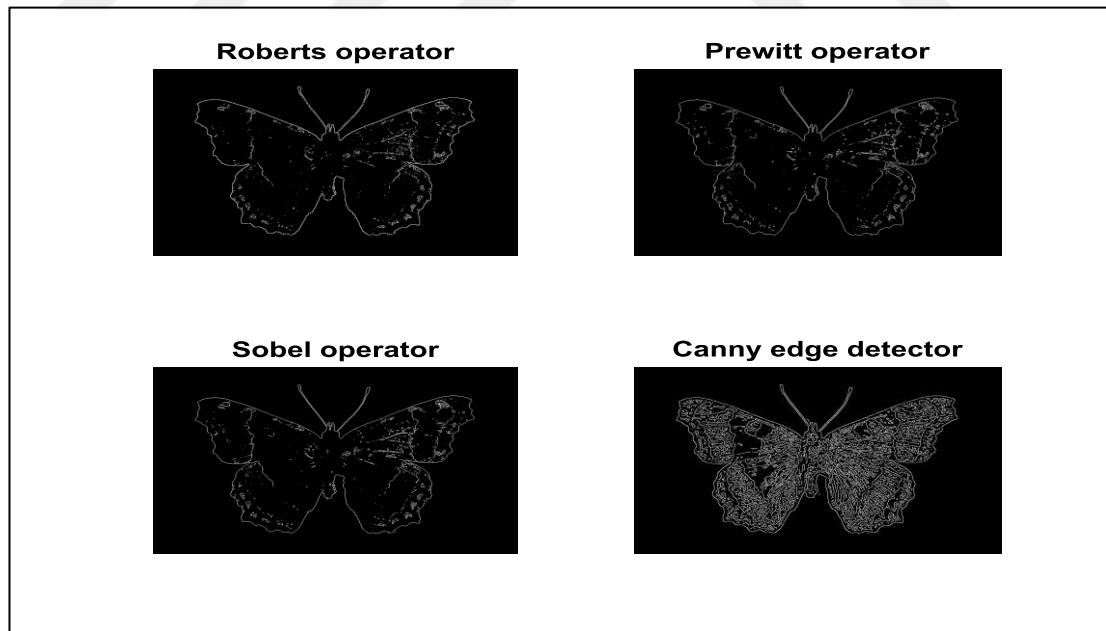 Roberts operator
Prewitt operator
Sobel operator
Canny edge detector